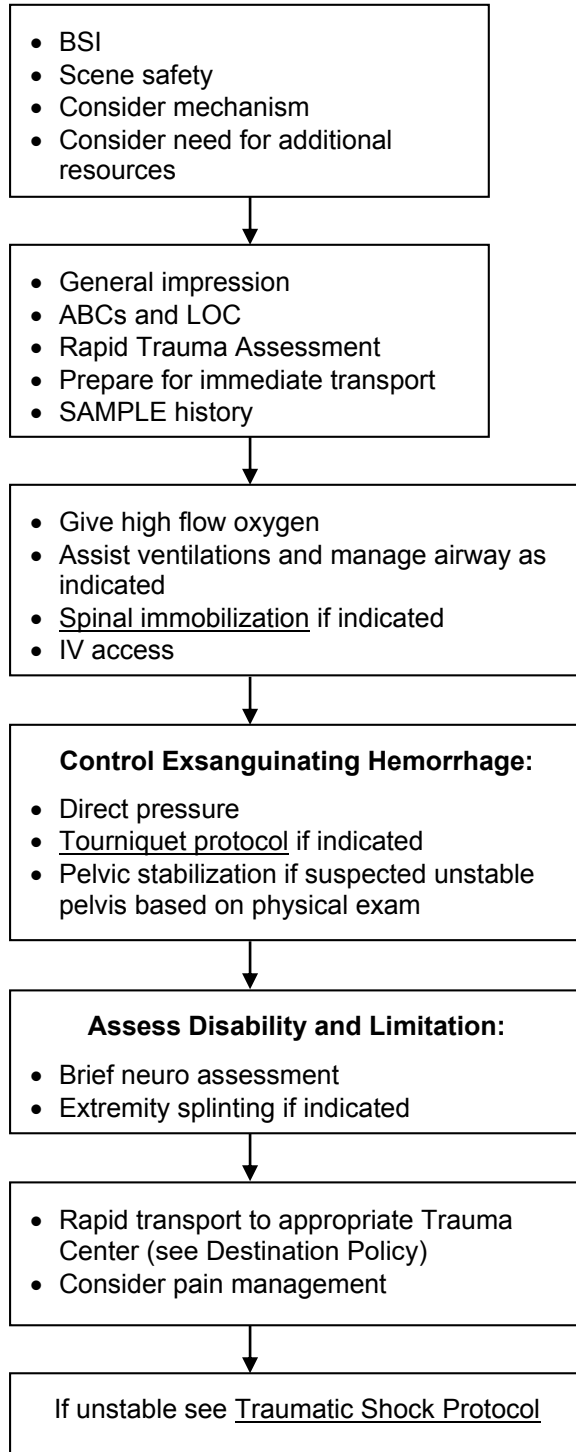 • BSI
• Scene safety
• Consider mechanism
• Consider need for additional
resources
• General impression
• ABCs and LOC
• Rapid Trauma Assessment
• Prepare for immediate transport
• SAMPLE history
• Give high flow oxygen
• Assist ventilations and manage airway as
indicated
• Spinal immobilization if indicated
• IV access
Control Exsanguinating Hemorrhage:
• Direct pressure
• Tourniquet protocol if indicated
• Pelvic stabilization if suspected unstable
pelvis based on physical exam
Assess Disability and Limitation:
• Brief neuro assessment
• Extremity splinting if indicated
• Rapid transport to appropriate Trauma
Center (see Destination Policy)
• Consider pain management
If unstable see Traumatic Shock Protocol